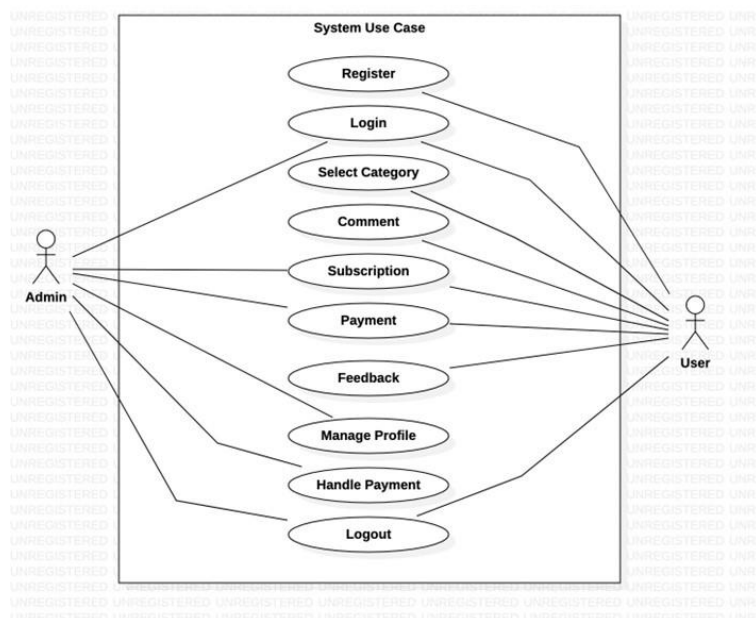 System Use Case
Register
Login
Select Category
Comment
Subscription
Admin
Payment
User
Feedback
Manage Profile
Handle Payment
Logout
UNREGISTERED